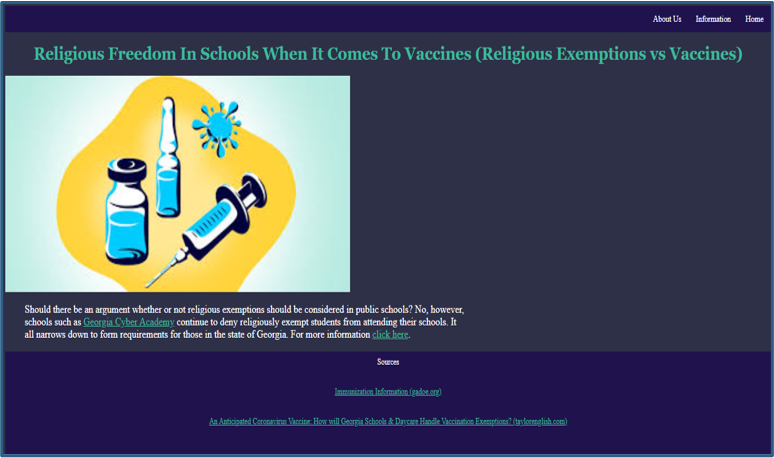 About Us Information Home
Religious Freedom In Schools When It Comes To Vaccines (Religious Exemptions vs Vaccines)
Should there be an argument whether or not religious exemptions should be considered in public schools? No, however,
schools such as Georgia Cyber Academy continue to deny religiously exempt students from attending their schools. It
all narrows down to form requirements for those in the state of Georgia. For more information click here.
Sources
Immunization Information (gadoe.org)
An Anticipated Coronavirus Vaccine: How will Georgia Schools & Daycare Handle Vaccination Exemptions? (taylorenglish.com)